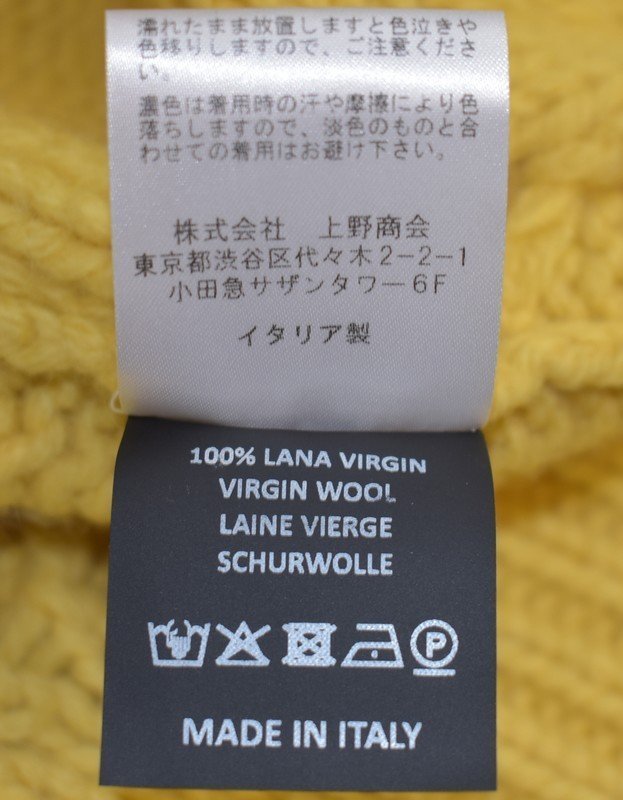 濡れたまま放置しますと色泣きや
色移りしますので、ご注意くださ
い。
濃色は着用時の汗や摩擦により色
落ちしますので、淡色のものと合
わせての着用はお避け下さい。
株式会社　上野商会
東京都渋谷区代々木2-2-1
小田急サザンタワー6F
イタリア製
100% LANA VIRGIN
VIRGIN WOOL
LAINE VIERGE
SCHURWOLLE
P
MADE IN ITALY